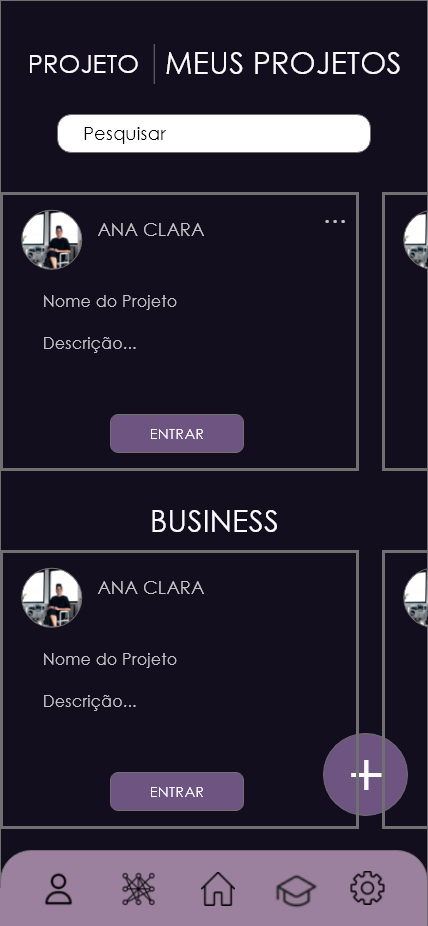 PROJETO
MEUS PROJETOS
Pesquisar
ANA CLARA
...
Nome do Projeto
Descrição...
ENTRAR
BUSINESS
ANA CLARA
Nome do Projeto
Descrição...
ENTRAR